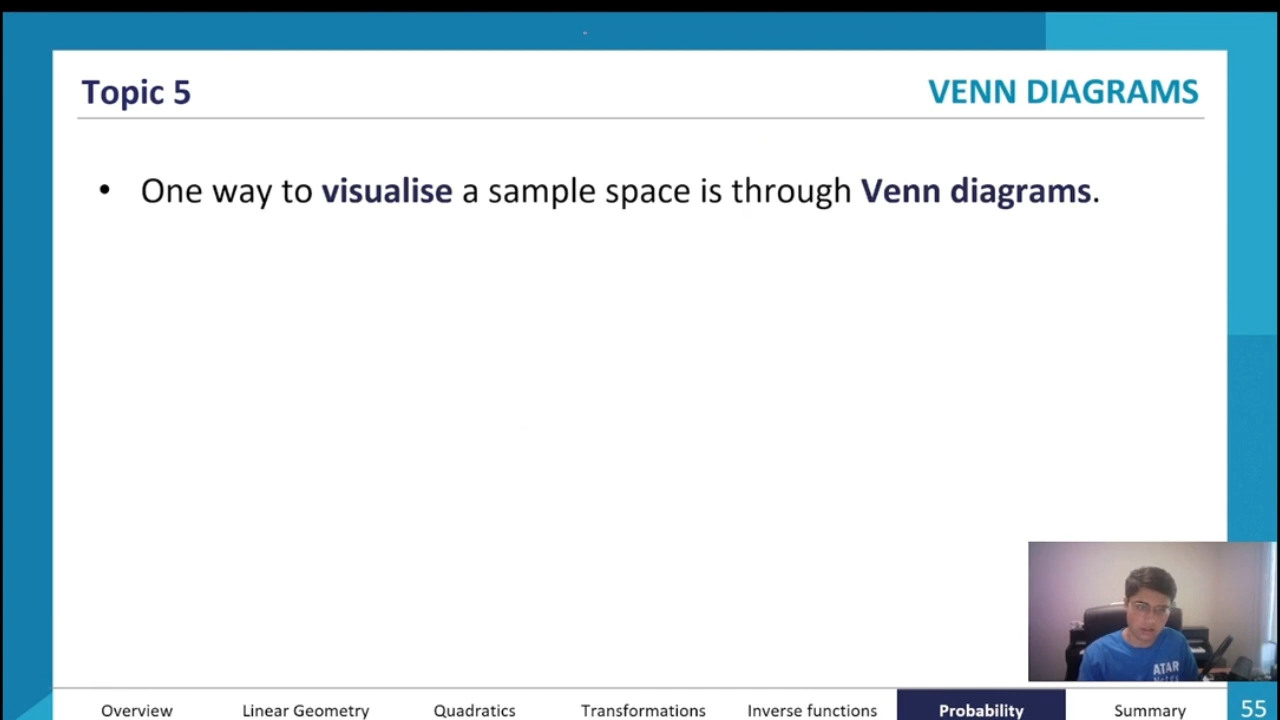 Topic 5
VENN DIAGRAMS
• One way to visualise a sample space is through Venn diagrams.
ATAR
Overview
Linear Geometry
Quadratics
Transformations
Inverse functions
Probability
Summary
55